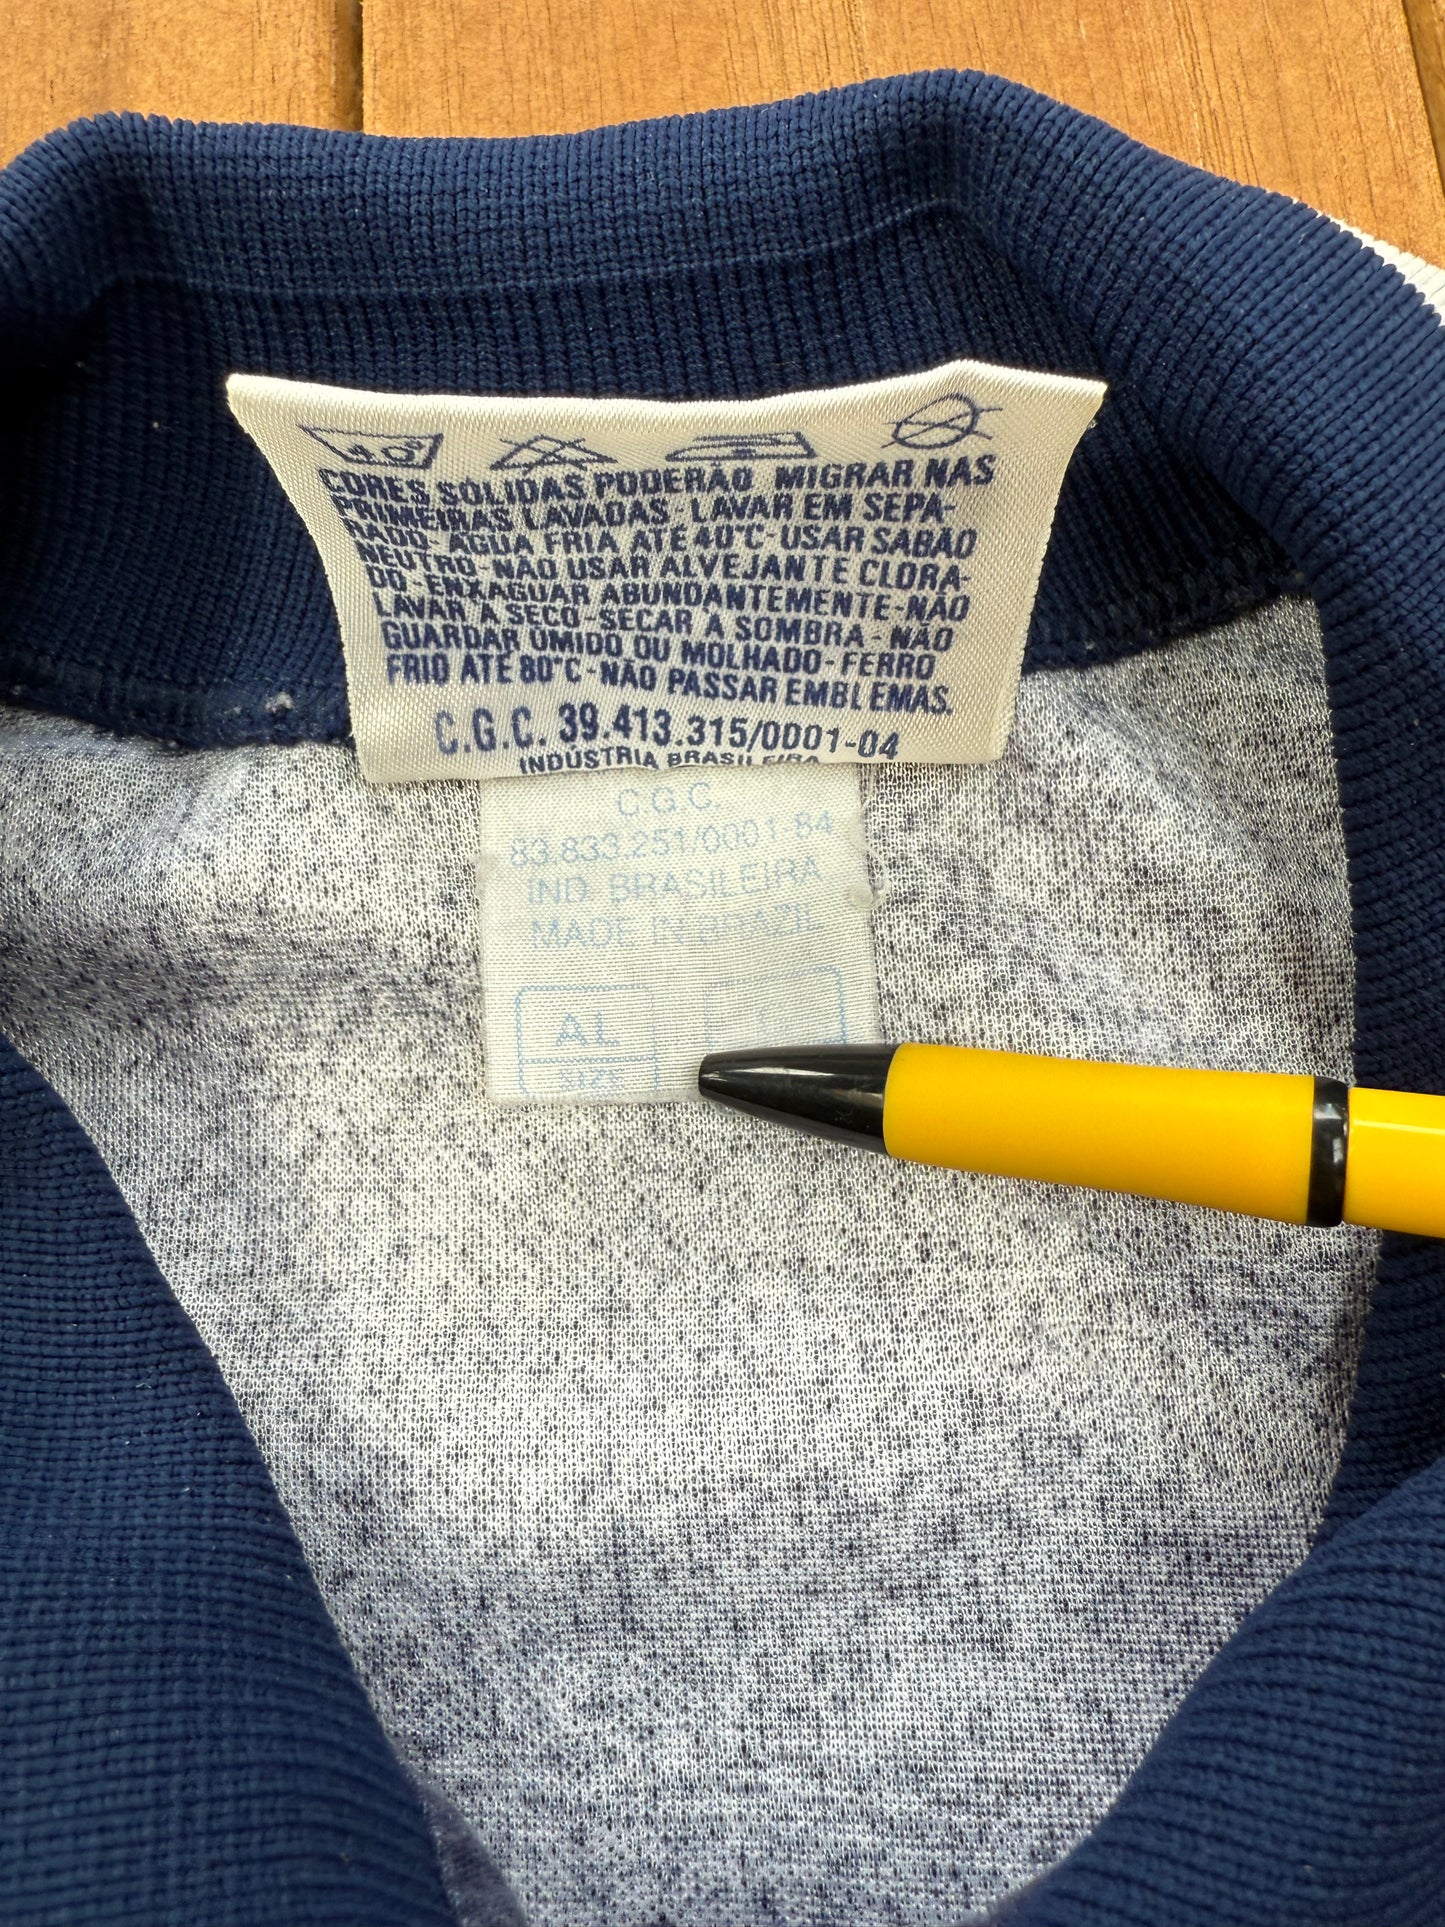 40°
CORES SÓLIDAS PODERÃO MIGRAR NAS
PRIMEIRAS LAVADAS - LAVAR EM SEPA-
RADO - ÁGUA FRIA ATÉ 40°C - USAR SABÃO
NEUTRO - NÃO USAR ALVEJANTE CLORA-
DO - ENXAGUAR ABUNDANTEMENTE - NÃO
LAVAR A SECO - SECAR A SOMBRA - NÃO
GUARDAR ÚMIDO OU MOLHADO - FERRO
FRIO ATÉ 80°C - NÃO PASSAR EMBLEMAS.
C.G.C. 39.413.315/0001-04
INDÚSTRIA BRASILEIRA
C.G.C.
83.833.251/0001-84
IND. BRASILEIRA
MADE IN BRAZIL
AL
SIZE